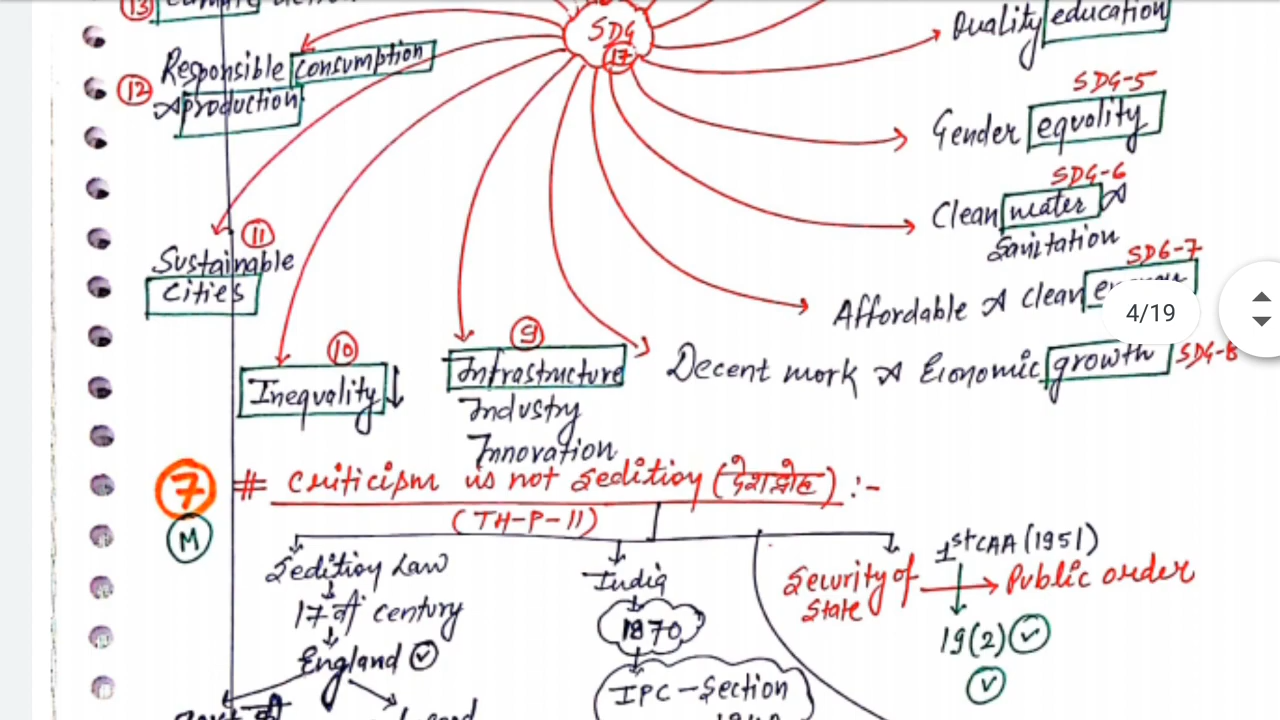 13
SDG
17
Quality education
Responsible consumption
12
& production
SDG-5
Gender equality
SDG-6
Clean water &
Sanitation
11
Sustainable
Cities
SDG-7
Affordable & clean
4/19
10
Inequality ↓
9
Infrastructure
Industry
Innovation
Decent work & Economic growth SDG-8
7 # Criticism is not Sedition (देशद्रोह) :-
(TH-P-11)
M
Sedition Law
17th century
England
India
1870
IPC - Section
Security of State → Public order
1st CAA (1951)
19(2)